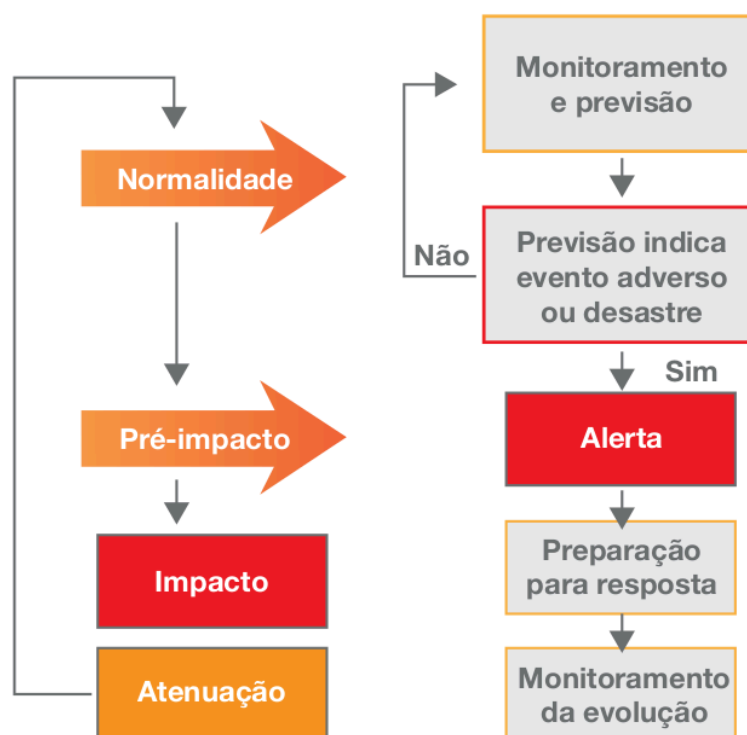 Normalidade
Pré-impacto
Impacto
Atenuação
Monitoramento
e previsão
Não
Previsão indica
evento adverso
ou desastre
Sim
Alerta
Preparação
para resposta
Monitoramento
da evolução